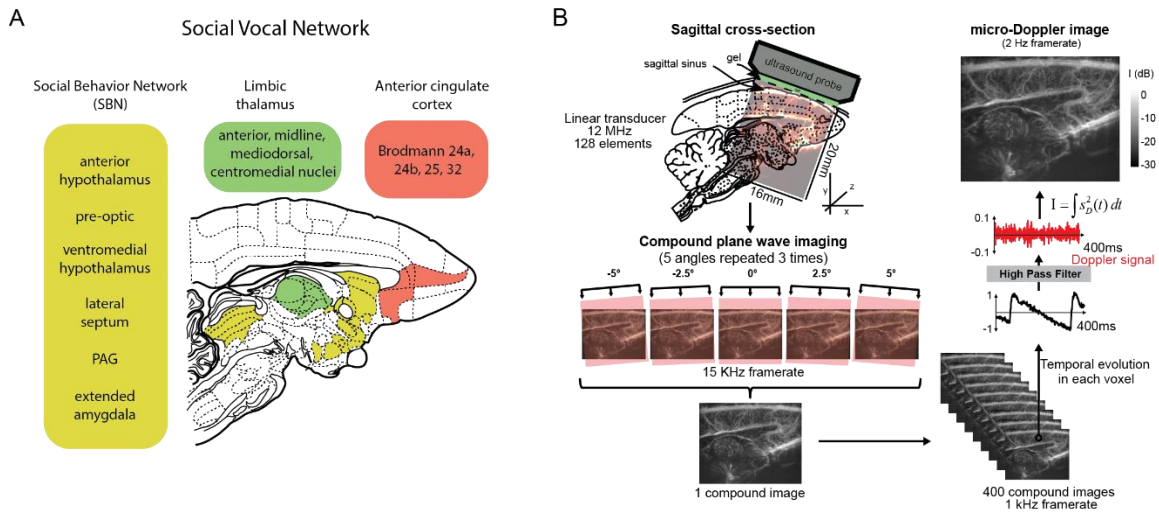 A
Social Vocal Network
Social Behavior Network
(SBN)
anterior
hypothalamus
pre-optic
ventromedial
hypothalamus
lateral
septum
PAG
extended
amygdala
Limbic
thalamus
anterior, midline,
mediodorsal,
centromedial nuclei
Anterior cingulate
cortex
Brodmann 24a,
24b, 25, 32
B
Sagittal cross-section
sagittal sinus
gel
ultrasound probe
Linear transducer
12 MHz
128 elements
20mm
16mm
y
z
x
Compound plane wave imaging
(5 angles repeated 3 times)
-5°
-2.5°
0°
2.5°
5°
15 KHz framerate
1 compound image
micro-Doppler image
(2 Hz framerate)
I (dB)
0
-10
-20
-30
I = ∫ s_D^2(t) dt
0.1
-0.1
400ms
Doppler signal
High Pass Filter
1
-1
400ms
Temporal evolution
in each voxel
400 compound images
1 kHz framerate